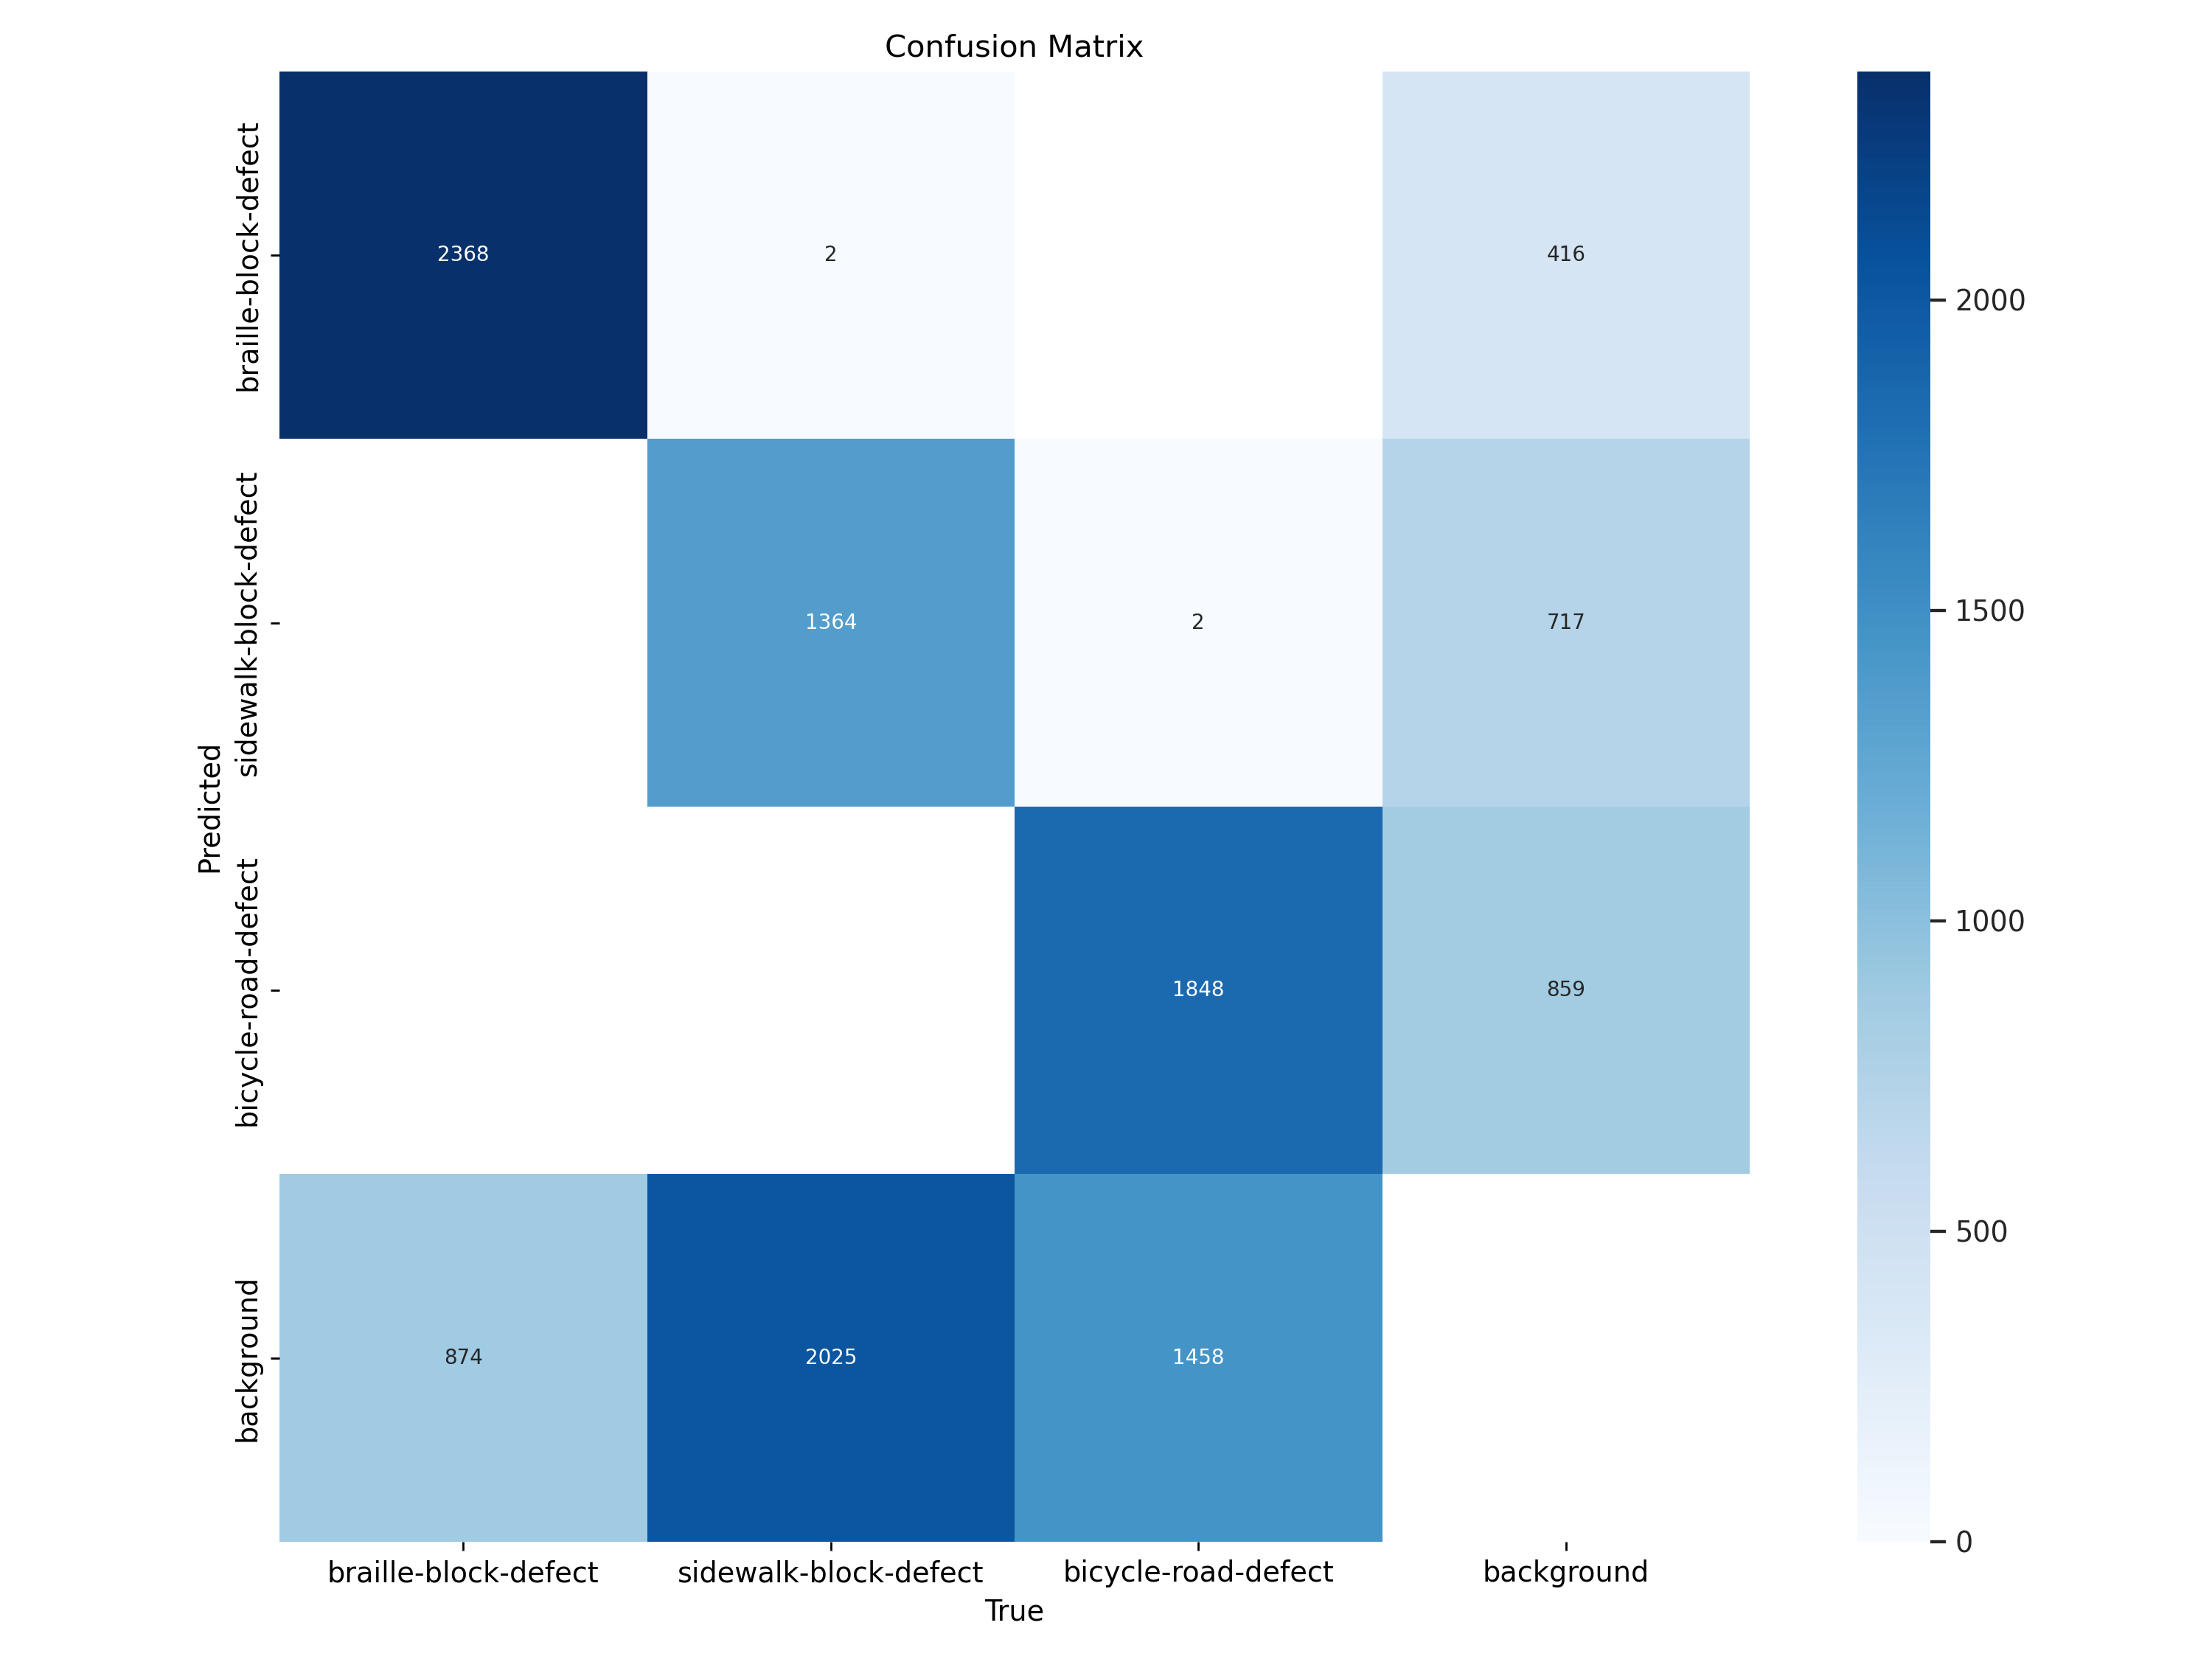 Confusion Matrix
Predicted
braille-block-defect
2368
2
416
sidewalk-block-defect
1364
2
717
bicycle-road-defect
1848
859
background
874
2025
1458
braille-block-defect
sidewalk-block-defect
bicycle-road-defect
background
True
2000
1500
1000
500
0